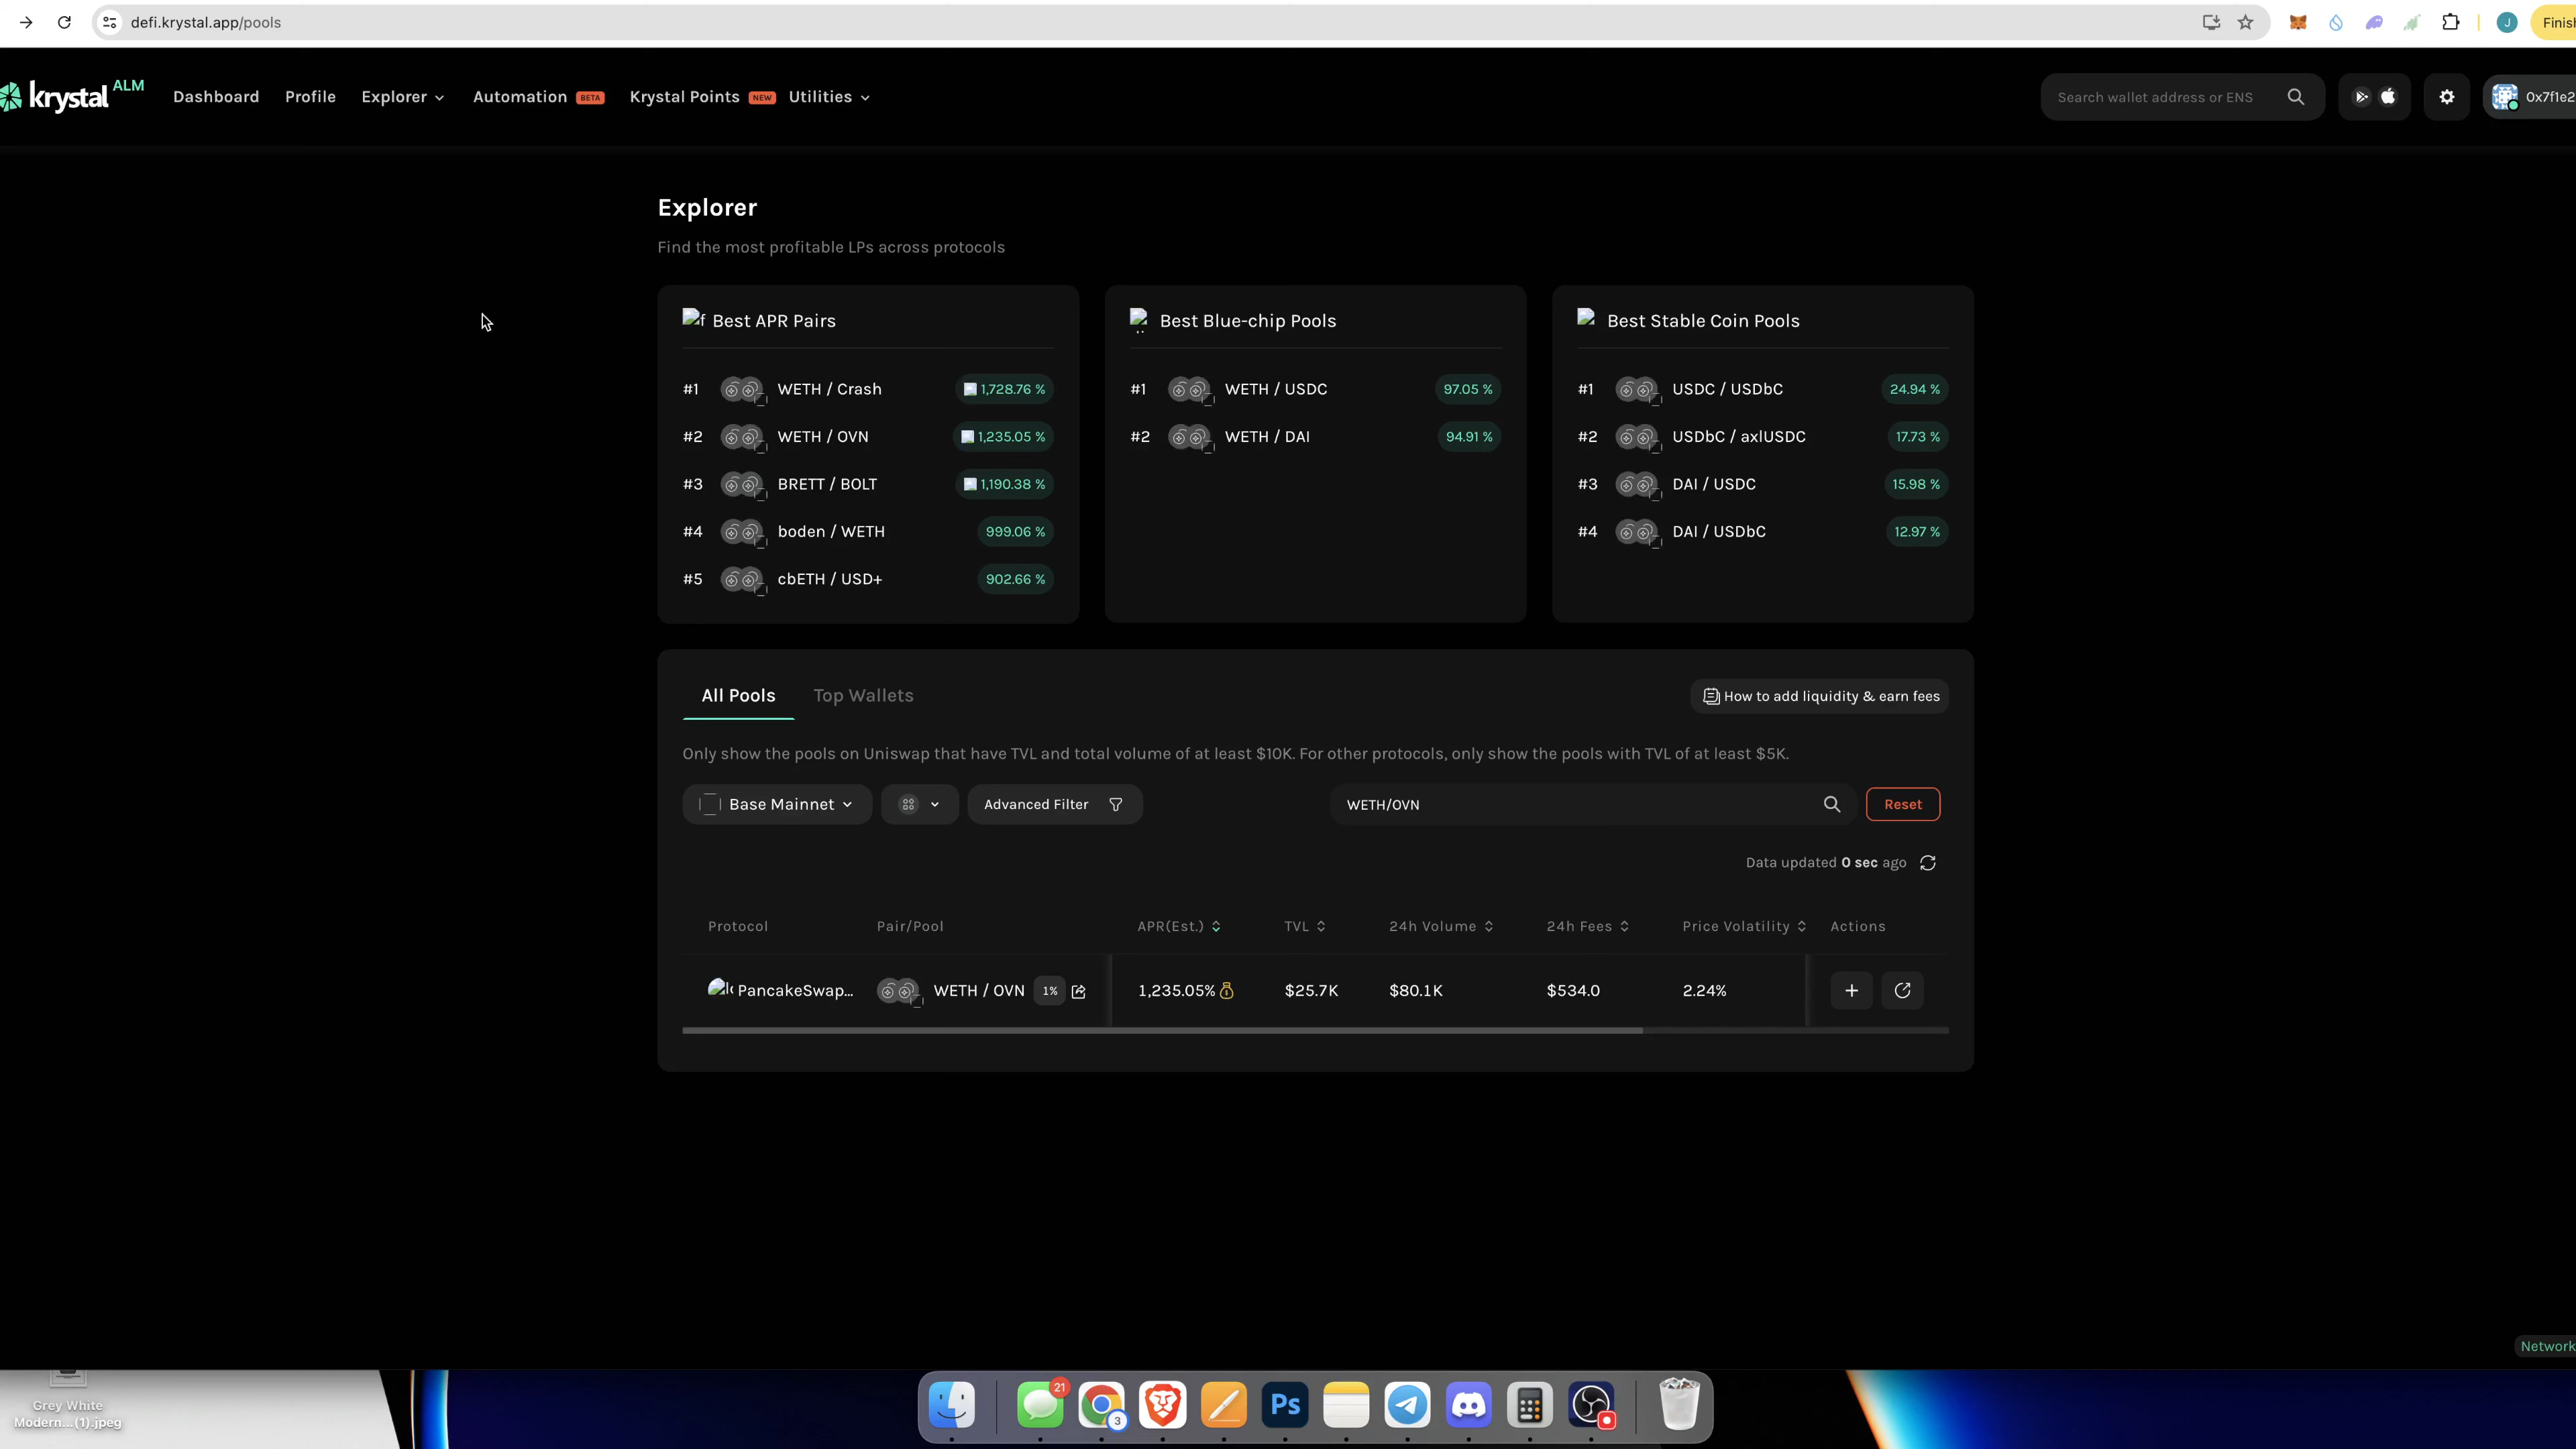 defi.krystal.app/pools
J
Finish
krystal ALM
Dashboard
Profile
Explorer
Automation BETA
Krystal Points NEW
Utilities
Search wallet address or ENS
0x7f1e2
Explorer
Find the most profitable LPs across protocols
f Best APR Pairs
#1 WETH / Crash 1,728.76 %
#2 WETH / OVN 1,235.05 %
#3 BRETT / BOLT 1,190.38 %
#4 boden / WETH 999.06 %
#5 cbETH / USD+ 902.66 %
Best Blue-chip Pools
#1 WETH / USDC 97.05 %
#2 WETH / DAI 94.91 %
Best Stable Coin Pools
#1 USDC / USDbC 24.94 %
#2 USDbC / axlUSDC 17.73 %
#3 DAI / USDC 15.98 %
#4 DAI / USDbC 12.97 %
All Pools
Top Wallets
How to add liquidity & earn fees
Only show the pools on Uniswap that have TVL and total volume of at least $10K. For other protocols, only show the pools with TVL of at least $5K.
Base Mainnet
Advanced Filter
WETH/OVN
Reset
Data updated 0 sec ago
Protocol Pair/Pool APR(Est.) TVL 24h Volume 24h Fees Price Volatility Actions
PancakeSwap... WETH / OVN 1% 1,235.05% $25.7K $80.1K $534.0 2.24%
Network
Grey White
Modern...(1).jpeg
21
3
Ps